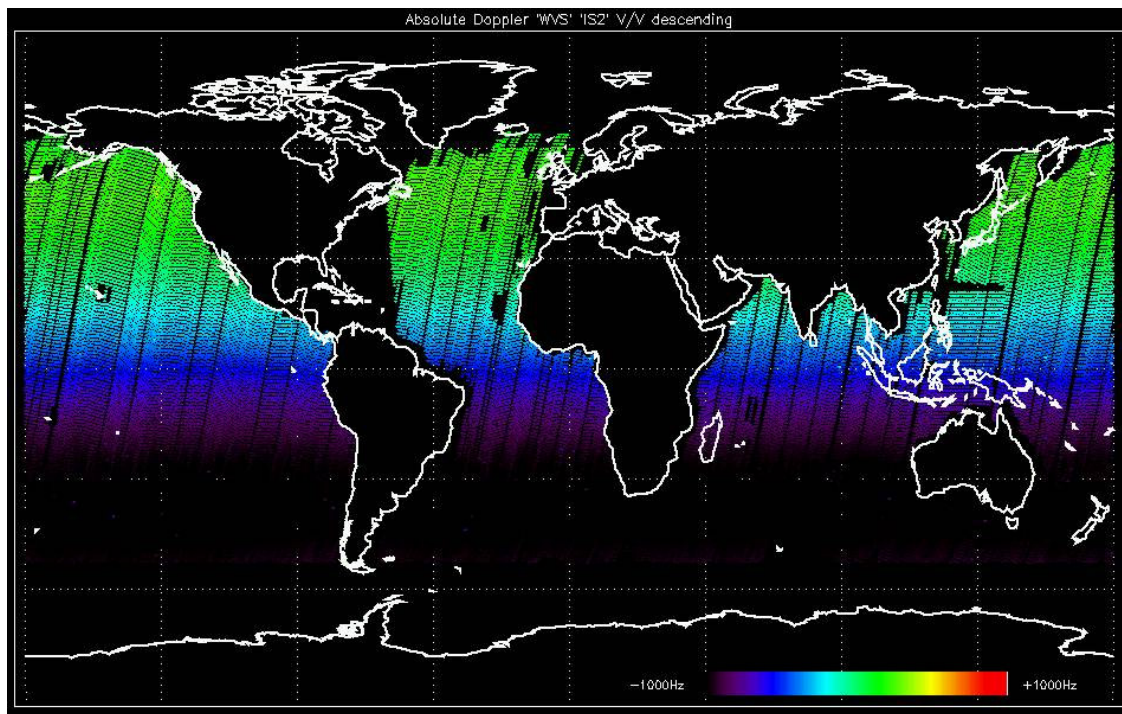 Absolute Doppler 'WVS' 'IS2' V/V descending
-1000Hz +1000Hz